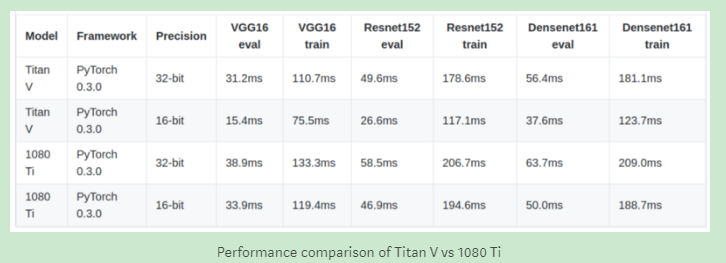 Model Framework Precision VGG16 eval VGG16 train Resnet152 eval Resnet152 train Densenet161 eval Densenet161 train
Titan V PyTorch 0.3.0 32-bit 31.2ms 110.7ms 49.6ms 178.6ms 56.4ms 181.1ms
Titan V PyTorch 0.3.0 16-bit 15.4ms 75.5ms 26.6ms 117.1ms 37.6ms 123.7ms
1080 Ti PyTorch 0.3.0 32-bit 38.9ms 133.3ms 58.5ms 206.7ms 63.7ms 209.0ms
1080 Ti PyTorch 0.3.0 16-bit 33.9ms 119.4ms 46.9ms 194.6ms 50.0ms 188.7ms
Performance comparison of Titan V vs 1080 Ti